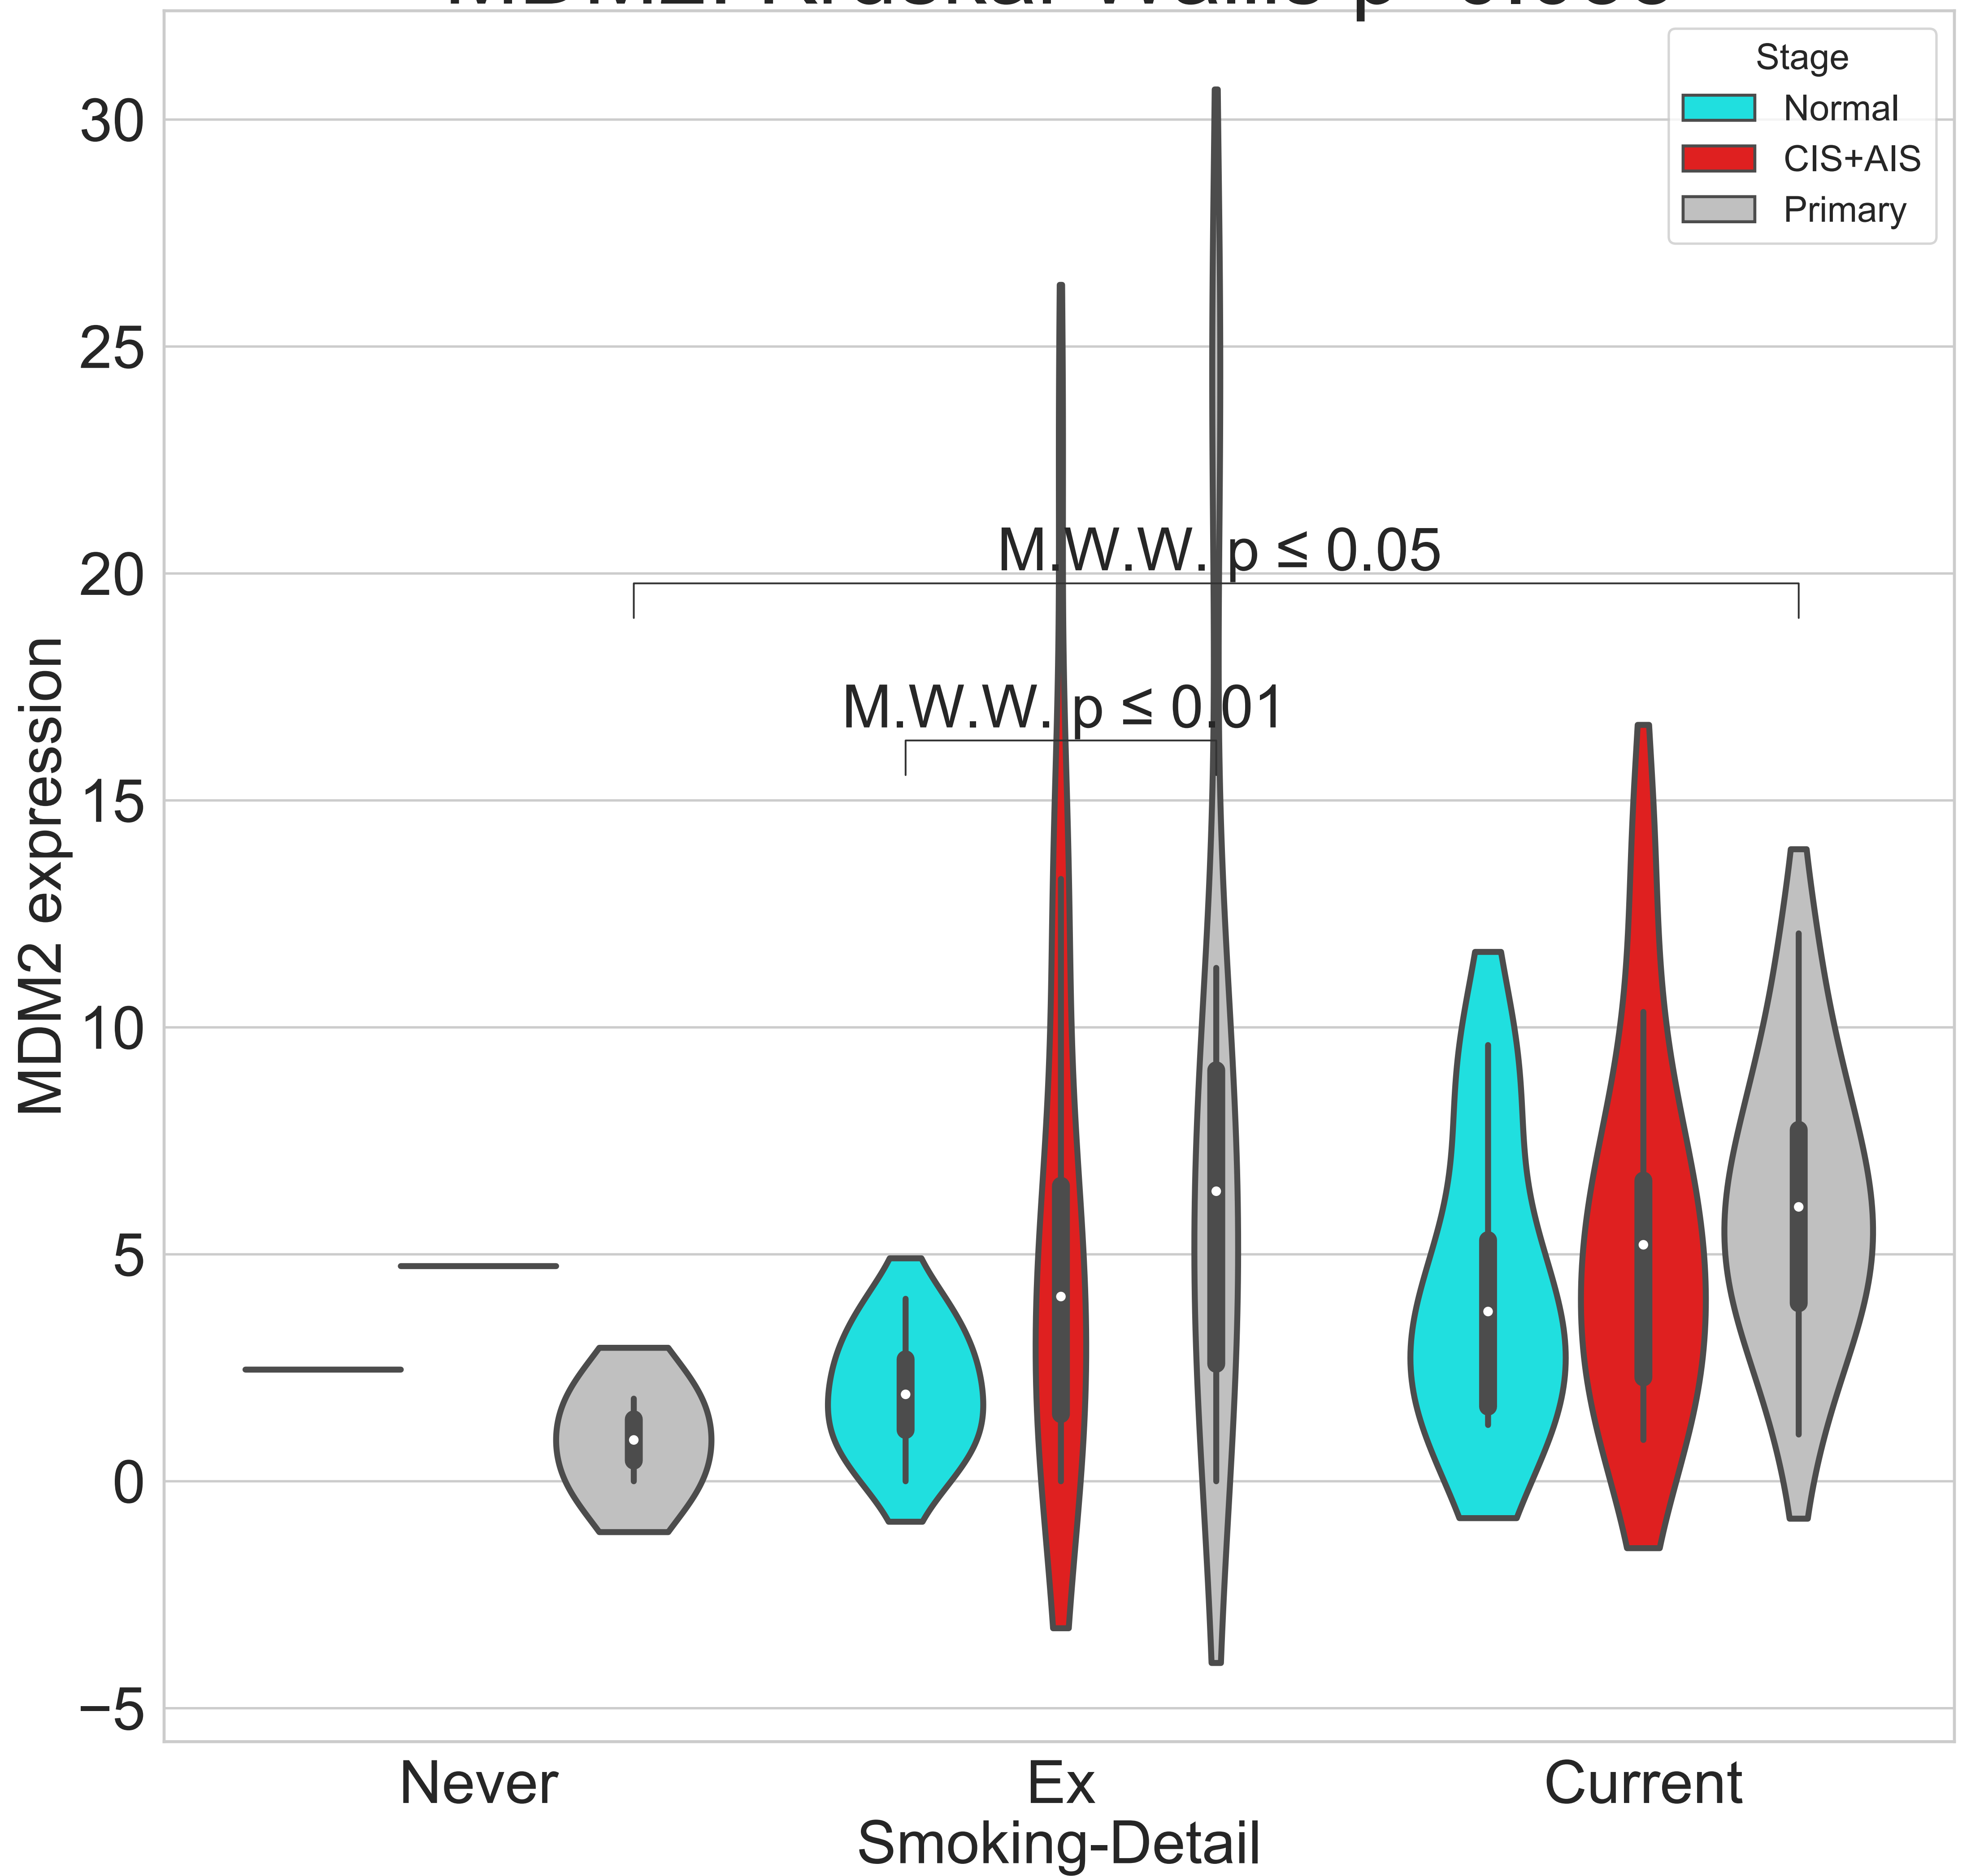 Stage
Normal
CIS+AIS
Primary
30
25
20
15
10
5
0
−5
MDM2 expression
M.W.W. p ≤ 0.05
M.W.W. p ≤ 0.01
Never
Ex
Current
Smoking-Detail